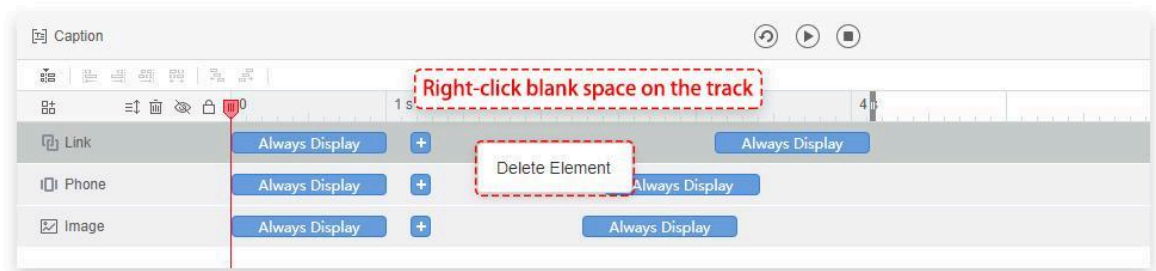 Caption
Right-click blank space on the track
0
1 s
4 s
Link
Always Display
+
Always Display
Delete Element
Phone
Always Display
+
Always Display
Image
Always Display
+
Always Display